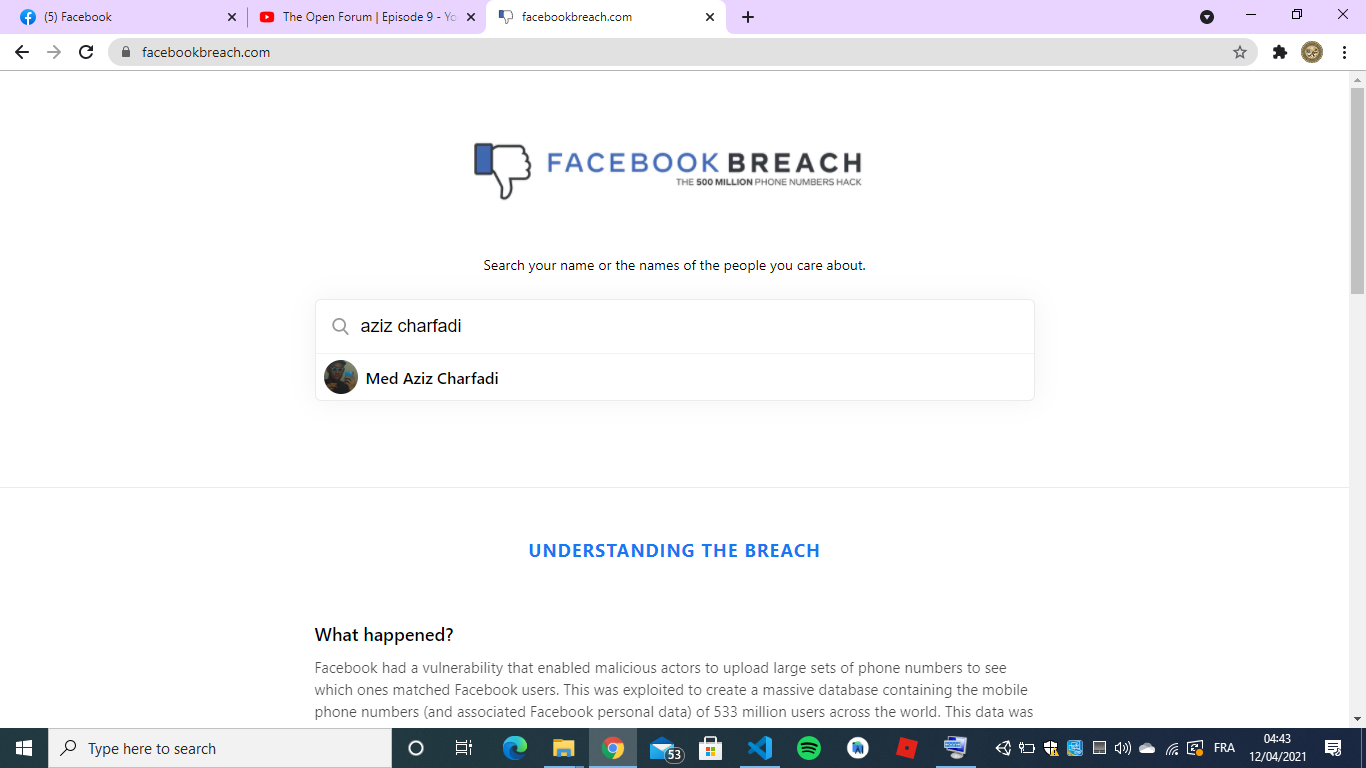 (5) Facebook
The Open Forum | Episode 9 - Yo
facebookbreach.com
facebookbreach.com
FACEBOOK BREACH
THE 500 MILLION PHONE NUMBERS HACK
Search your name or the names of the people you care about.
aziz charfadi
Med Aziz Charfadi
UNDERSTANDING THE BREACH
What happened?
Facebook had a vulnerability that enabled malicious actors to upload large sets of phone numbers to see
which ones matched Facebook users. This was exploited to create a massive database containing the mobile
phone numbers (and associated Facebook personal data) of 533 million users across the world. This data was
Type here to search
53
FRA
04:43
12/04/2021